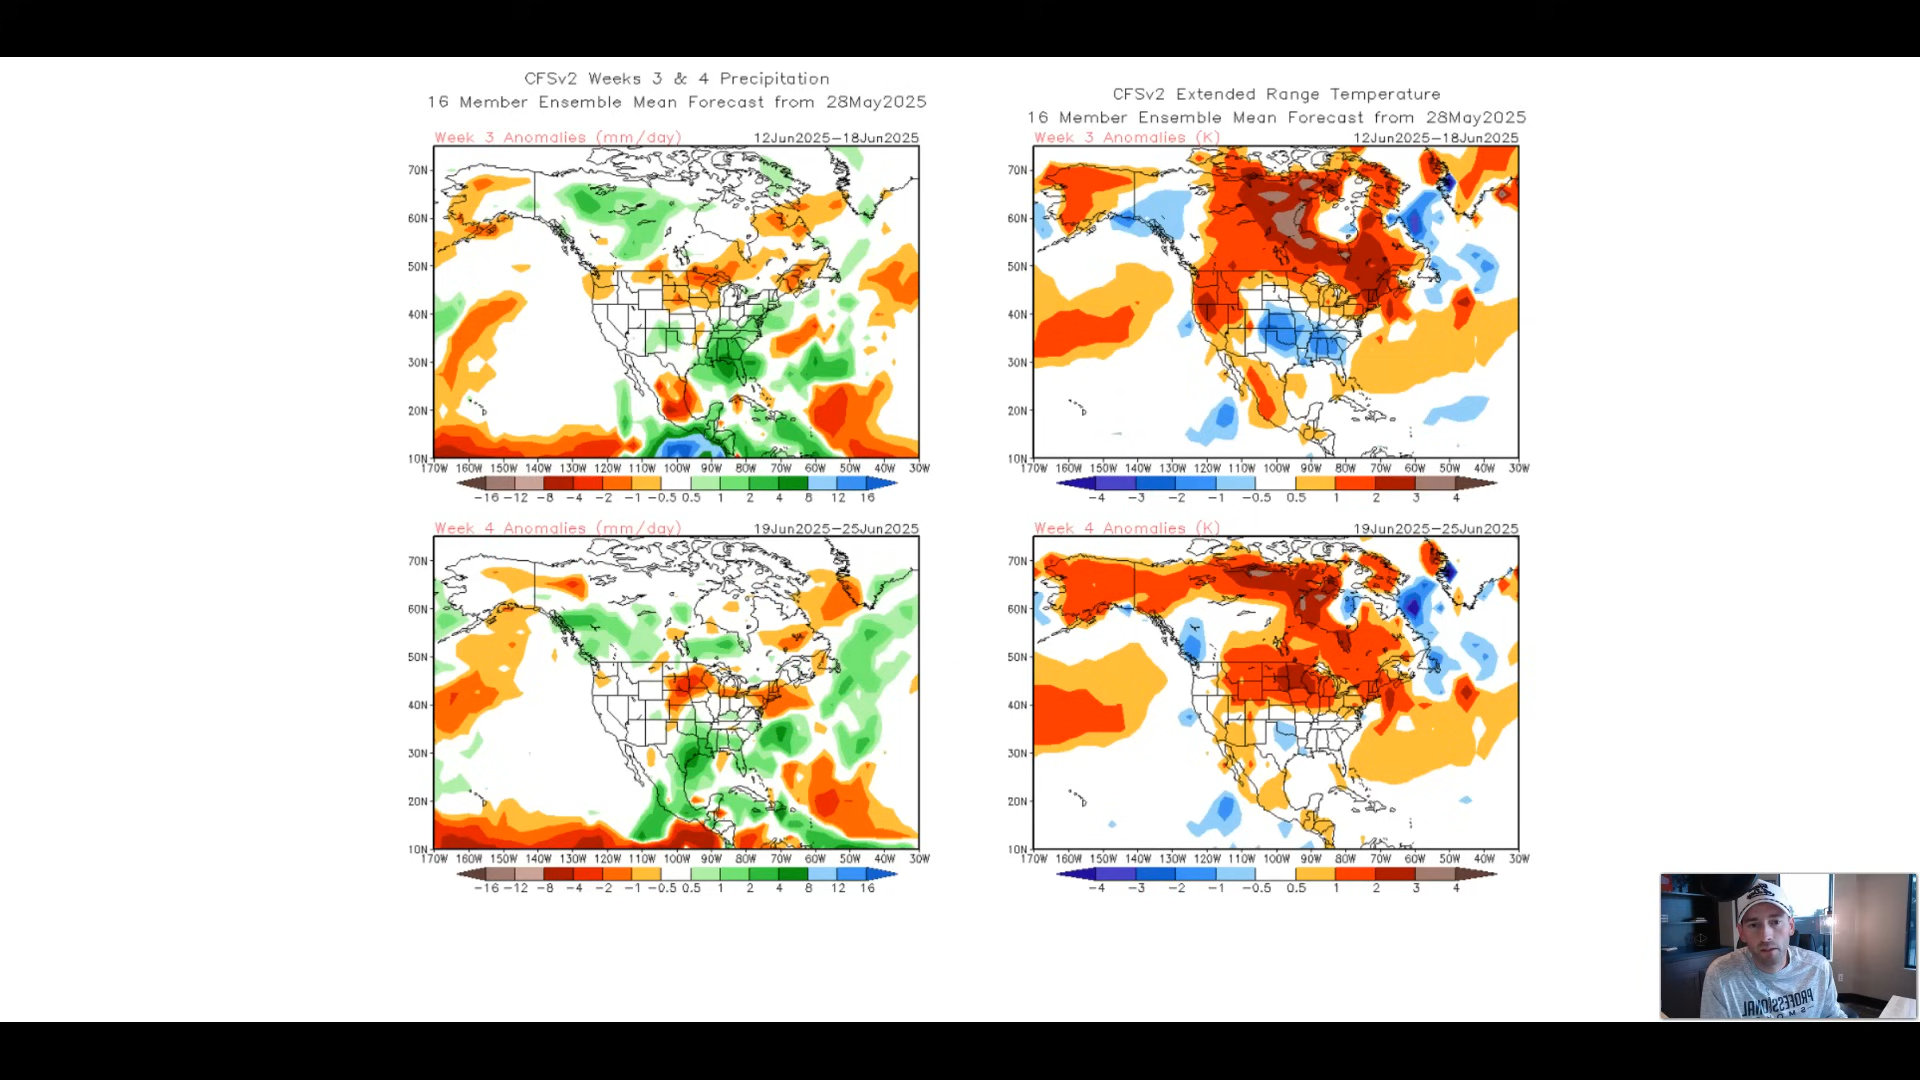 CFSv2 Weeks 3 & 4 Precipitation
16 Member Ensemble Mean Forecast from 28May2025
Week 3 Anomalies (mm/day) 12Jun2025-18Jun2025
70N
60N
50N
40N
30N
20N
10N
170W 160W 150W 140W 130W 120W 110W 100W 90W 80W 70W 60W 50W 40W 30W
-16 -12 -8 -4 -2 -1 -0.5 0.5 1 2 4 8 12 16
Week 4 Anomalies (mm/day) 19Jun2025-25Jun2025
70N
60N
50N
40N
30N
20N
10N
170W 160W 150W 140W 130W 120W 110W 100W 90W 80W 70W 60W 50W 40W 30W
-16 -12 -8 -4 -2 -1 -0.5 0.5 1 2 4 8 12 16
CFSv2 Extended Range Temperature
16 Member Ensemble Mean Forecast from 28May2025
Week 3 Anomalies (K) 12Jun2025-18Jun2025
70N
60N
50N
40N
30N
20N
10N
170W 160W 150W 140W 130W 120W 110W 100W 90W 80W 70W 60W 50W 40W 30W
-4 -3 -2 -1 -0.5 0.5 1 2 3 4
Week 4 Anomalies (K) 19Jun2025-25Jun2025
70N
60N
50N
40N
30N
20N
10N
170W 160W 150W 140W 130W 120W 110W 100W 90W 80W 70W 60W 50W 40W 30W
-4 -3 -2 -1 -0.5 0.5 1 2 3 4
PROFESSIONAL